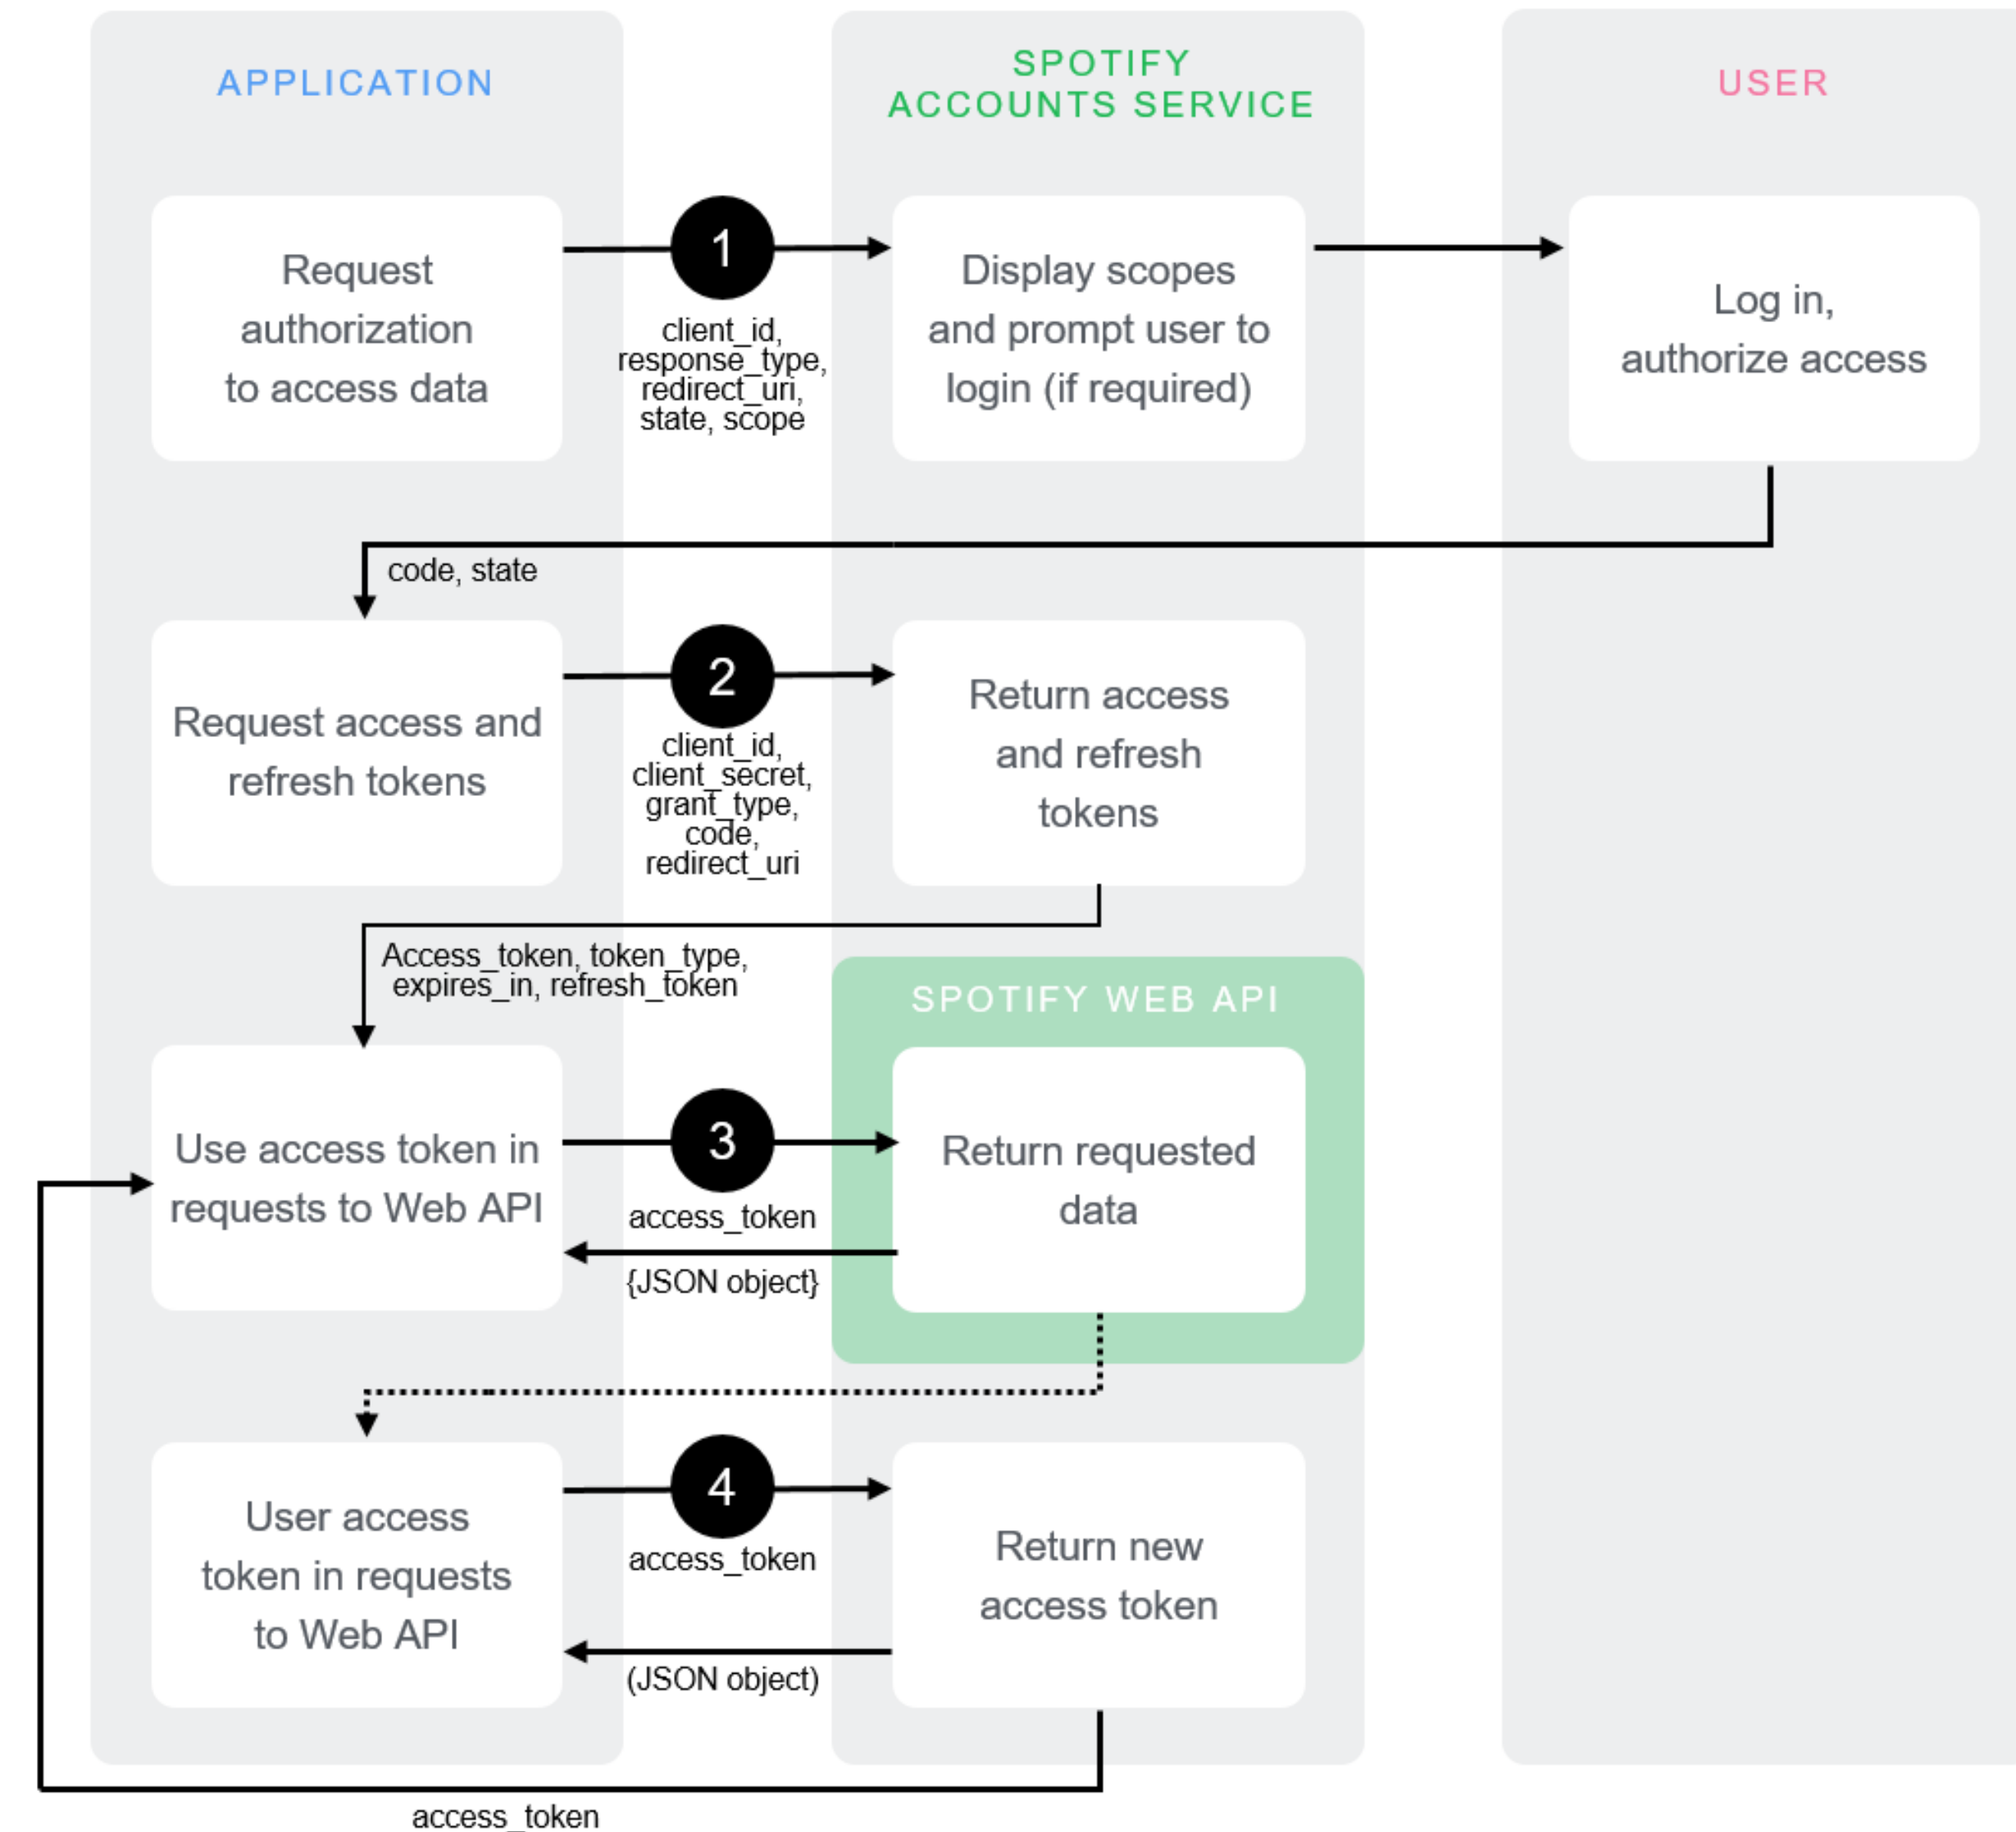 APPLICATION
SPOTIFY
ACCOUNTS SERVICE
USER
Request
authorization
to access data
1
client_id,
response_type,
redirect_uri,
state, scope
Display scopes
and prompt user to
login (if required)
Log in,
authorize access
code, state
Request access and
refresh tokens
2
client_id,
client_secret,
grant_type,
code,
redirect_uri
Return access
and refresh
tokens
Access_token, token_type,
expires_in, refresh_token
SPOTIFY WEB API
Use access token in
requests to Web API
3
access_token
{JSON object}
Return requested
data
User access
token in requests
to Web API
4
access_token
(JSON object)
Return new
access token
access_token